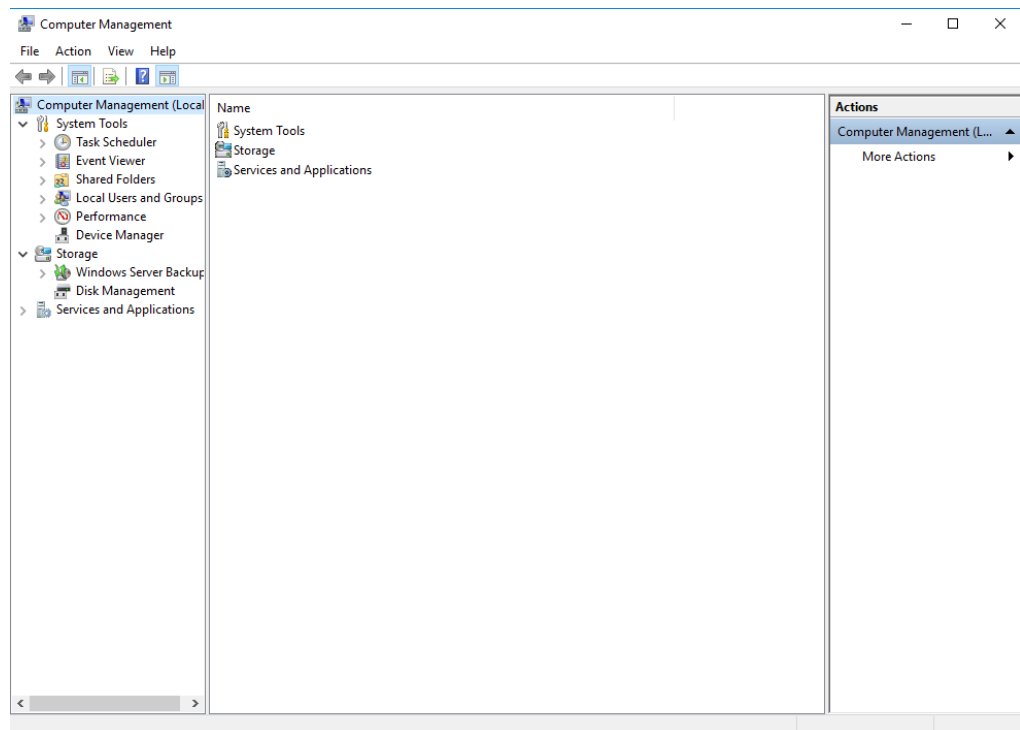 Computer Management
File Action View Help
Computer Management (Local
System Tools
Task Scheduler
Event Viewer
Shared Folders
Local Users and Groups
Performance
Device Manager
Storage
Windows Server Backup
Disk Management
Services and Applications
Name
System Tools
Storage
Services and Applications
Actions
Computer Management (L...
More Actions